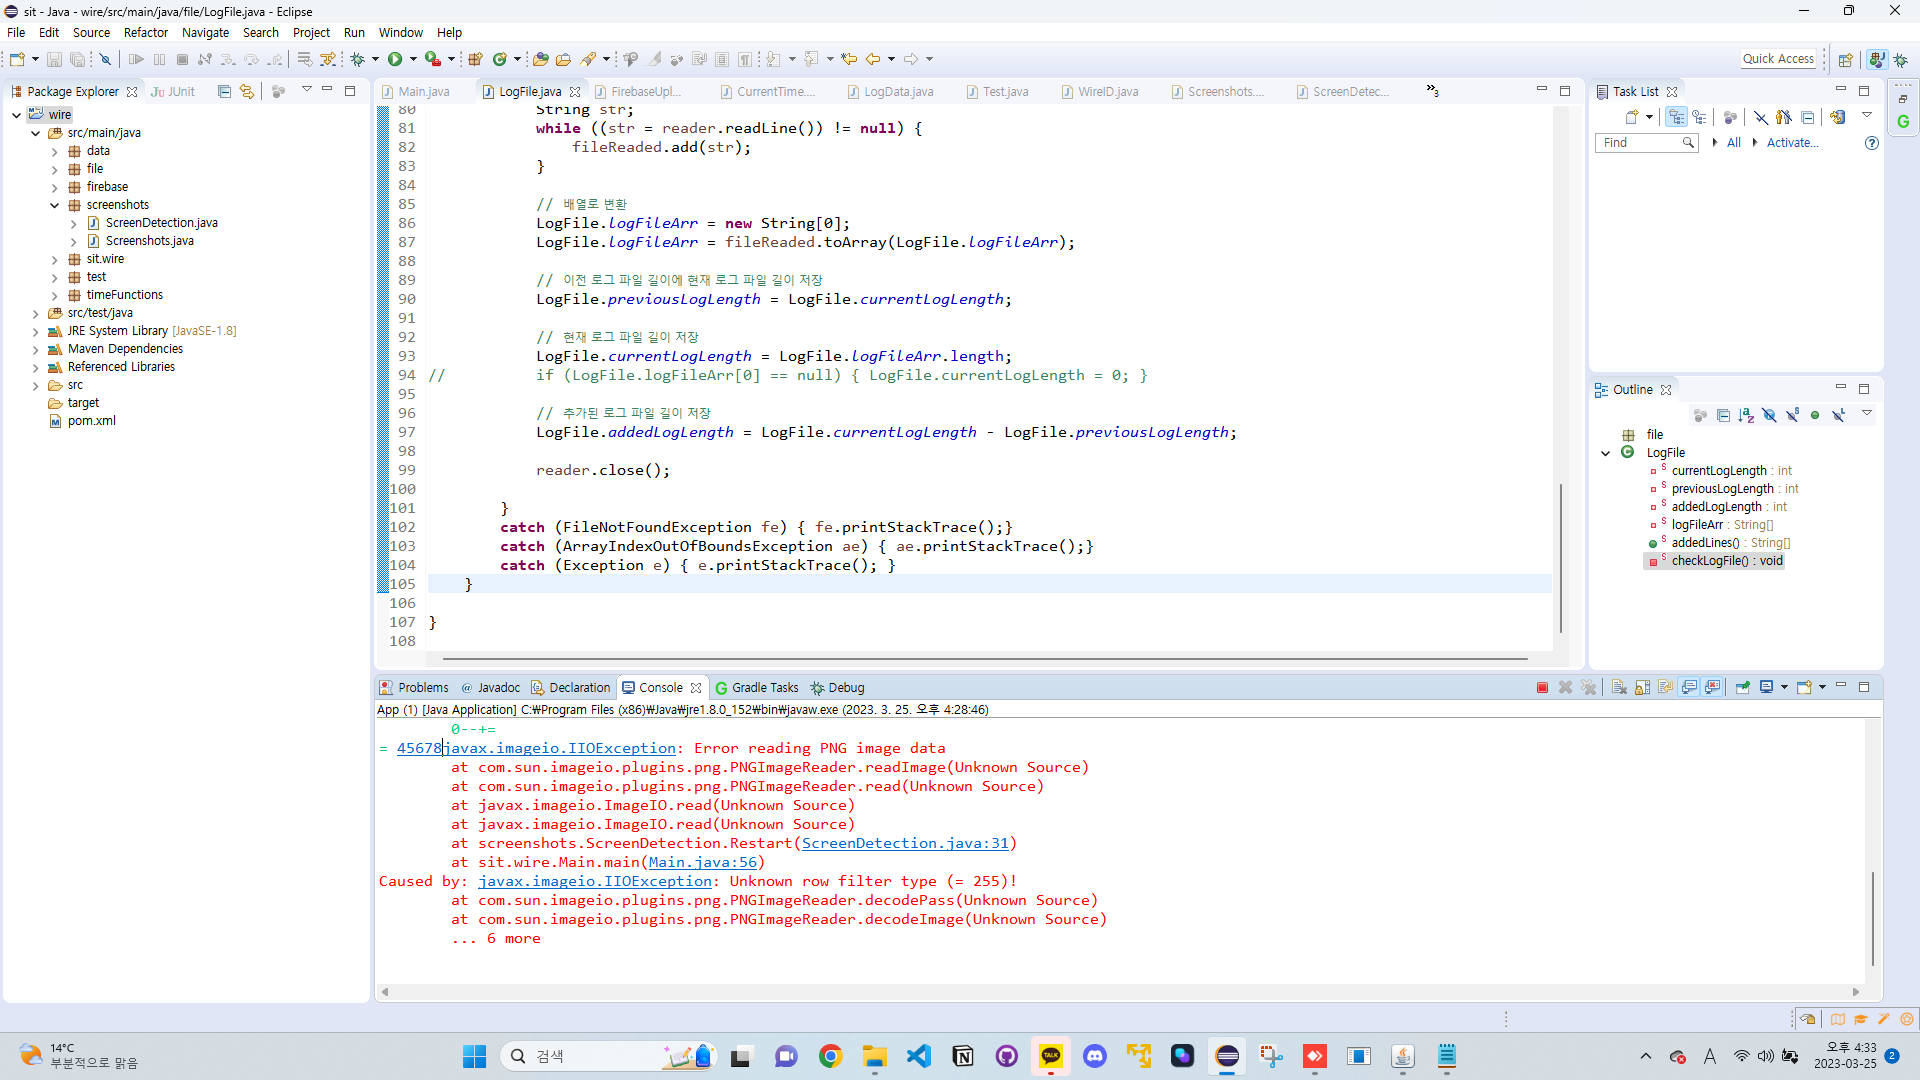 sit - Java - wire/src/main/java/file/LogFile.java - Eclipse
File Edit Source Refactor Navigate Search Project Run Window Help
Quick Access
Package Explorer
JUnit
wire
src/main/java
data
file
firebase
screenshots
ScreenDetection.java
Screenshots.java
sit.wire
test
timeFunctions
src/test/java
JRE System Library [JavaSE-1.8]
Maven Dependencies
Referenced Libraries
src
target
pom.xml
Main.java LogFile.java FirebaseUpl... CurrentTime.... LogData.java Test.java WireID.java Screenshots.... ScreenDetec... »3
80 String str;
81 while ((str = reader.readLine()) != null) {
82 fileReaded.add(str);
83 }
84
85 // 배열로 변환
86 LogFile.logFileArr = new String[0];
87 LogFile.logFileArr = fileReaded.toArray(LogFile.logFileArr);
88
89 // 이전 로그 파일 길이에 현재 로그 파일 길이 저장
90 LogFile.previousLogLength = LogFile.currentLogLength;
91
92 // 현재 로그 파일 길이 저장
93 LogFile.currentLogLength = LogFile.logFileArr.length;
94 // if (LogFile.logFileArr[0] == null) { LogFile.currentLogLength = 0; }
95
96 // 추가된 로그 파일 길이 저장
97 LogFile.addedLogLength = LogFile.currentLogLength - LogFile.previousLogLength;
98
99 reader.close();
100
101 }
102 catch (FileNotFoundException fe) { fe.printStackTrace();}
103 catch (ArrayIndexOutOfBoundsException ae) { ae.printStackTrace();}
104 catch (Exception e) { e.printStackTrace(); }
105 }
106
107 }
108
Task List
Find
All
Activate...
Outline
file
LogFile
currentLogLength : int
previousLogLength : int
addedLogLength : int
logFileArr : String[]
addedLines() : String[]
checkLogFile() : void
Problems @ Javadoc Declaration Console Gradle Tasks Debug
App (1) [Java Application] C:₩Program Files (x86)₩Java₩jre1.8.0_152₩bin₩javaw.exe (2023. 3. 25. 오후 4:28:46)
0--+=
= 45678javax.imageio.IIOException: Error reading PNG image data
at com.sun.imageio.plugins.png.PNGImageReader.readImage(Unknown Source)
at com.sun.imageio.plugins.png.PNGImageReader.read(Unknown Source)
at javax.imageio.ImageIO.read(Unknown Source)
at javax.imageio.ImageIO.read(Unknown Source)
at screenshots.ScreenDetection.Restart(ScreenDetection.java:31)
at sit.wire.Main.main(Main.java:56)
Caused by: javax.imageio.IIOException: Unknown row filter type (= 255)!
at com.sun.imageio.plugins.png.PNGImageReader.decodePass(Unknown Source)
at com.sun.imageio.plugins.png.PNGImageReader.decodeImage(Unknown Source)
... 6 more
14°C
부분적으로 맑음
검색
TALK
A
오후 4:33
2023-03-25
2